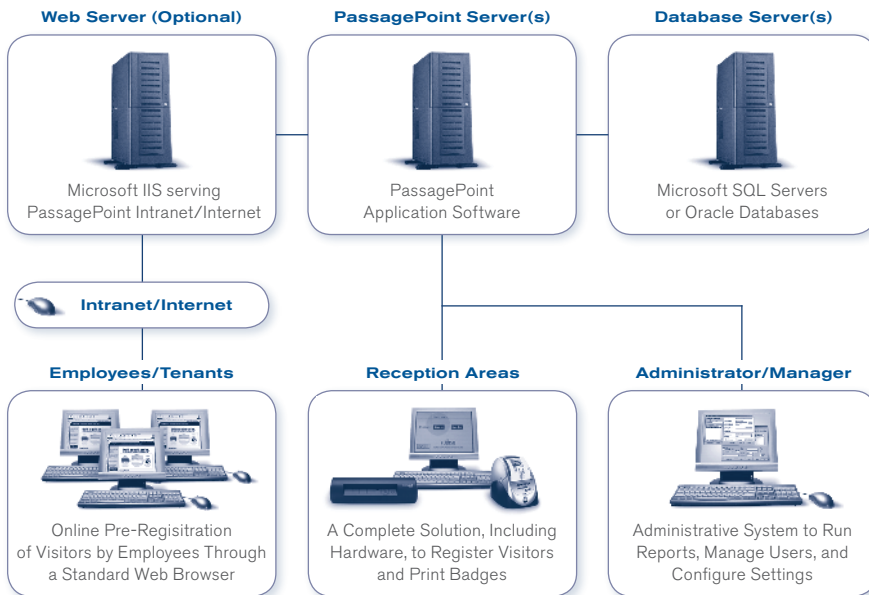 Web Server (Optional)
PassagePoint Server(s)
Database Server(s)
Microsoft IIS serving
PassagePoint Intranet/Internet
PassagePoint
Application Software
Microsoft SQL Servers
or Oracle Databases
Intranet/Internet
Employees/Tenants
Reception Areas
Administrator/Manager
Online Pre-Regisitration
of Visitors by Employees Through
a Standard Web Browser
A Complete Solution, Including
Hardware, to Register Visitors
and Print Badges
Administrative System to Run
Reports, Manage Users, and
Configure Settings